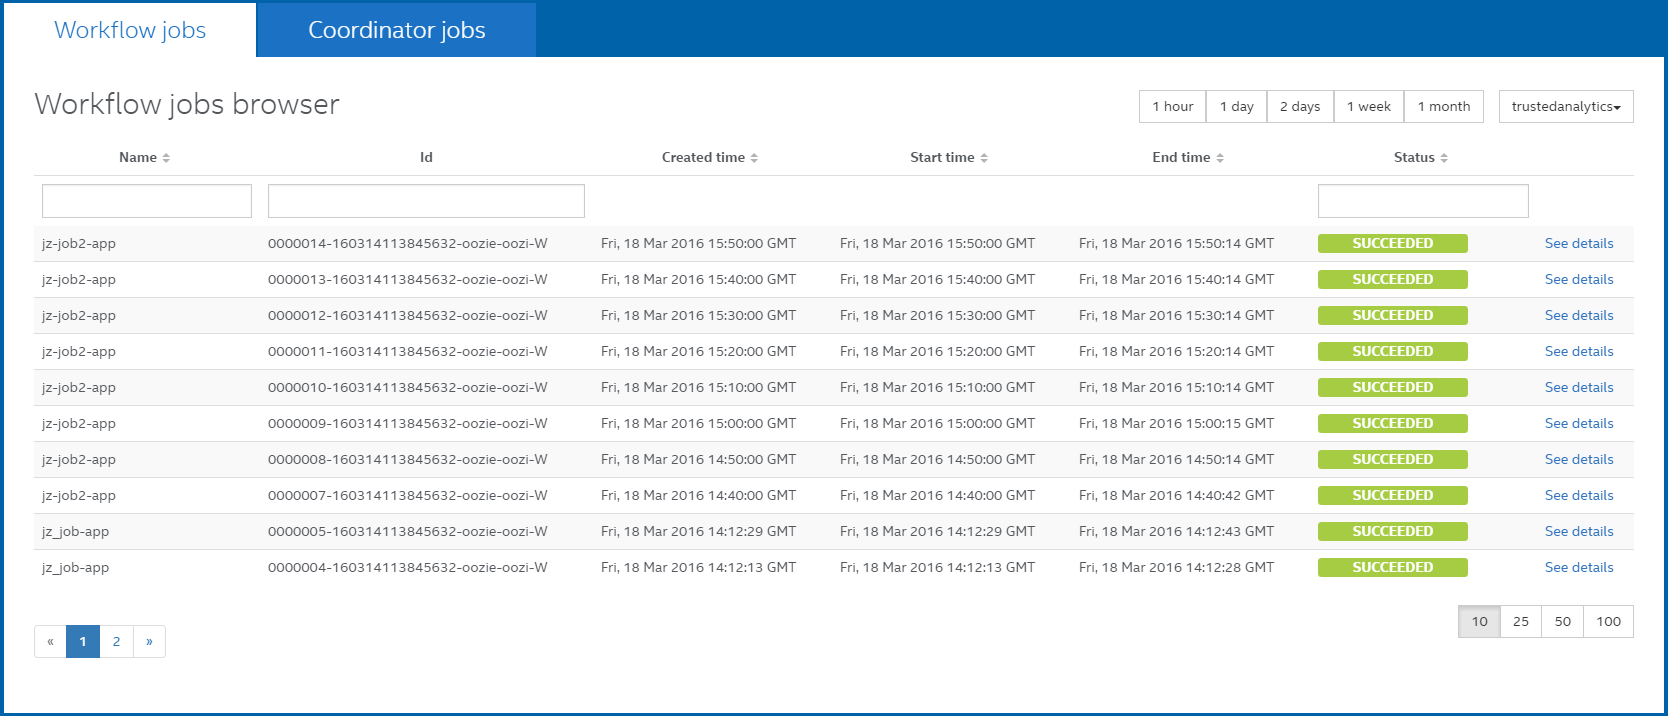 Workflow jobs Coordinator jobs
Workflow jobs browser 1 hour 1 day 2 days 1 week 1 month trustedanalytics
Name Id Created time Start time End time Status
jz-job2-app 0000014-160314113845632-oozie-oozi-W Fri, 18 Mar 2016 15:50:00 GMT Fri, 18 Mar 2016 15:50:00 GMT Fri, 18 Mar 2016 15:50:14 GMT SUCCEEDED See details
jz-job2-app 0000013-160314113845632-oozie-oozi-W Fri, 18 Mar 2016 15:40:00 GMT Fri, 18 Mar 2016 15:40:00 GMT Fri, 18 Mar 2016 15:40:14 GMT SUCCEEDED See details
jz-job2-app 0000012-160314113845632-oozie-oozi-W Fri, 18 Mar 2016 15:30:00 GMT Fri, 18 Mar 2016 15:30:00 GMT Fri, 18 Mar 2016 15:30:14 GMT SUCCEEDED See details
jz-job2-app 0000011-160314113845632-oozie-oozi-W Fri, 18 Mar 2016 15:20:00 GMT Fri, 18 Mar 2016 15:20:00 GMT Fri, 18 Mar 2016 15:20:14 GMT SUCCEEDED See details
jz-job2-app 0000010-160314113845632-oozie-oozi-W Fri, 18 Mar 2016 15:10:00 GMT Fri, 18 Mar 2016 15:10:00 GMT Fri, 18 Mar 2016 15:10:14 GMT SUCCEEDED See details
jz-job2-app 0000009-160314113845632-oozie-oozi-W Fri, 18 Mar 2016 15:00:00 GMT Fri, 18 Mar 2016 15:00:00 GMT Fri, 18 Mar 2016 15:00:15 GMT SUCCEEDED See details
jz-job2-app 0000008-160314113845632-oozie-oozi-W Fri, 18 Mar 2016 14:50:00 GMT Fri, 18 Mar 2016 14:50:00 GMT Fri, 18 Mar 2016 14:50:14 GMT SUCCEEDED See details
jz-job2-app 0000007-160314113845632-oozie-oozi-W Fri, 18 Mar 2016 14:40:00 GMT Fri, 18 Mar 2016 14:40:00 GMT Fri, 18 Mar 2016 14:40:42 GMT SUCCEEDED See details
jz_job-app 0000005-160314113845632-oozie-oozi-W Fri, 18 Mar 2016 14:12:29 GMT Fri, 18 Mar 2016 14:12:29 GMT Fri, 18 Mar 2016 14:12:43 GMT SUCCEEDED See details
jz_job-app 0000004-160314113845632-oozie-oozi-W Fri, 18 Mar 2016 14:12:13 GMT Fri, 18 Mar 2016 14:12:13 GMT Fri, 18 Mar 2016 14:12:28 GMT SUCCEEDED See details
10 25 50 100
« 1 2 »